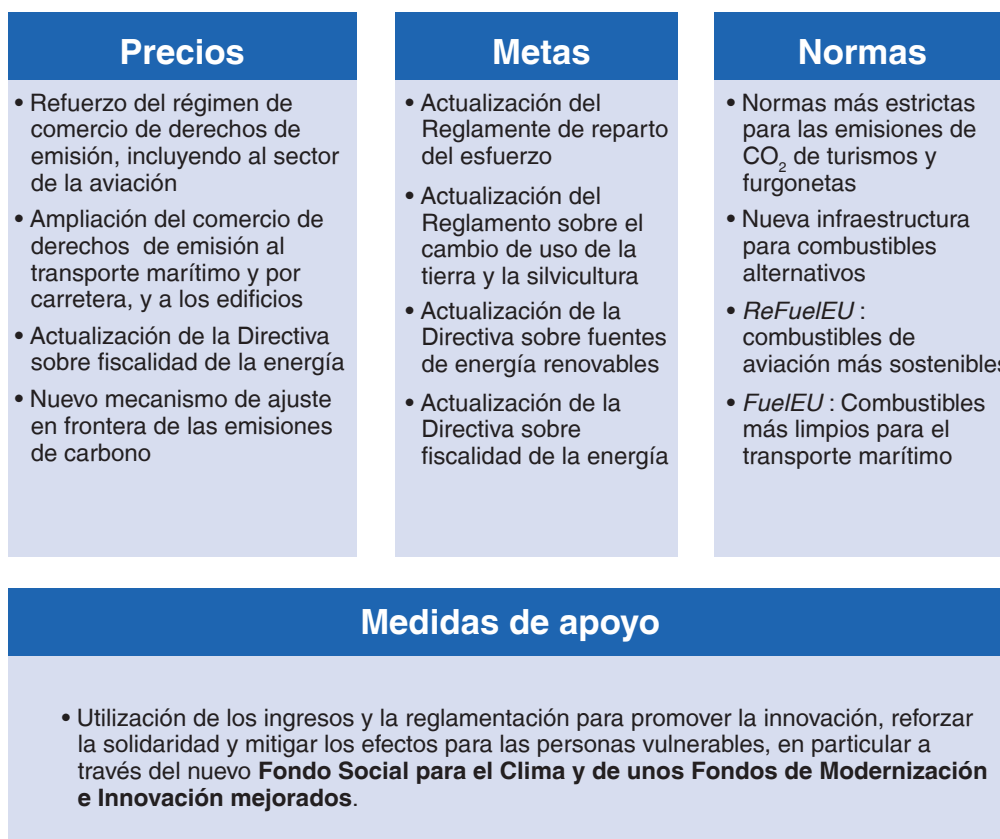 Precios
• Refuerzo del régimen de
comercio de derechos de
emisión, incluyendo al sector
de la aviación
• Ampliación del comercio de
derechos de emisión al
transporte marítimo y por
carretera, y a los edificios
• Actualización de la Directiva
sobre fiscalidad de la energía
• Nuevo mecanismo de ajuste
en frontera de las emisiones
de carbono
Metas
• Actualización del
Reglamente de reparto
del esfuerzo
• Actualización del
Reglamento sobre el
cambio de uso de la
tierra y la silvicultura
• Actualización de la
Directiva sobre fuentes
de energía renovables
• Actualización de la
Directiva sobre
fiscalidad de la energía
Normas
• Normas más estrictas
para las emisiones de
CO₂ de turismos y
furgonetas
• Nueva infraestructura
para combustibles
alternativos
• ReFuelEU :
combustibles de
aviación más sostenibles
• FuelEU : Combustibles
más limpios para el
transporte marítimo
Medidas de apoyo
• Utilización de los ingresos y la reglamentación para promover la innovación, reforzar
la solidaridad y mitigar los efectos para las personas vulnerables, en particular a
través del nuevo Fondo Social para el Clima y de unos Fondos de Modernización
e Innovación mejorados.